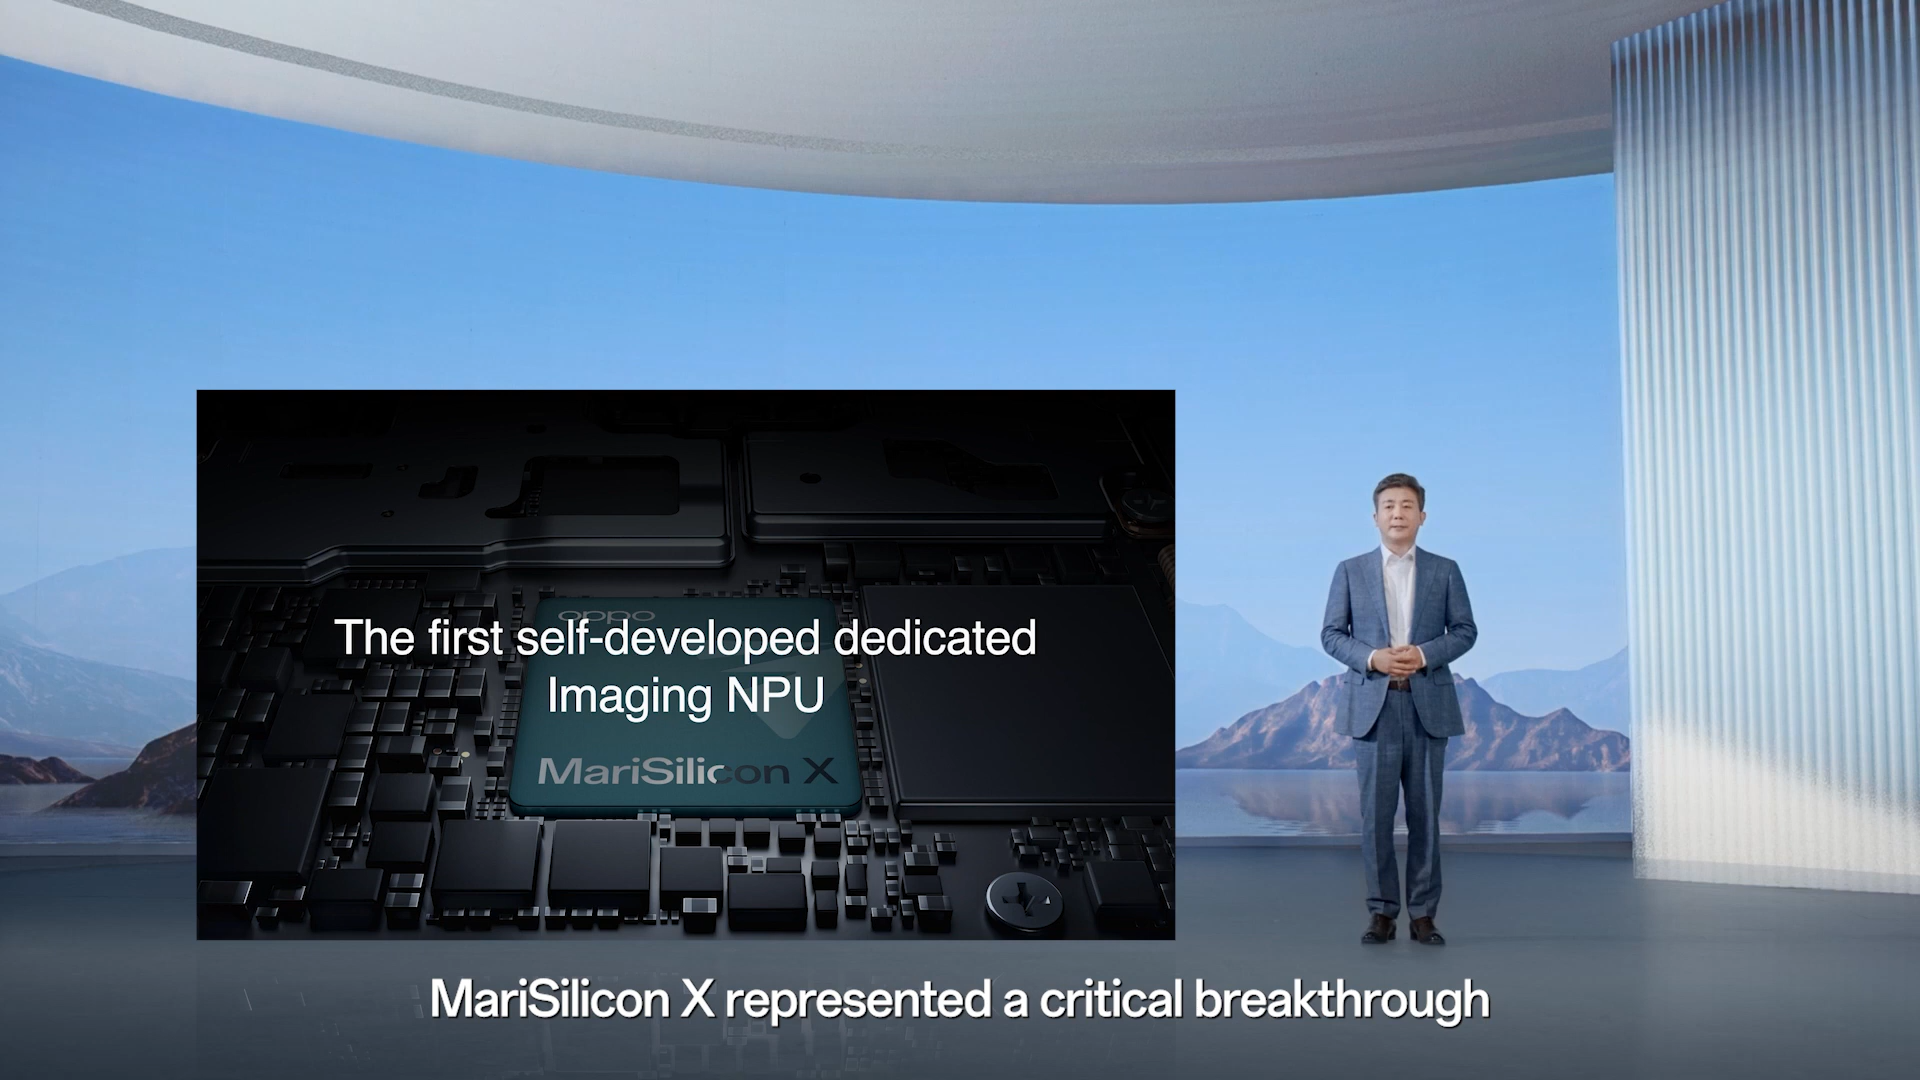 oppo
The first self-developed dedicated
Imaging NPU
MariSilicon X
MariSilicon X represented a critical breakthrough